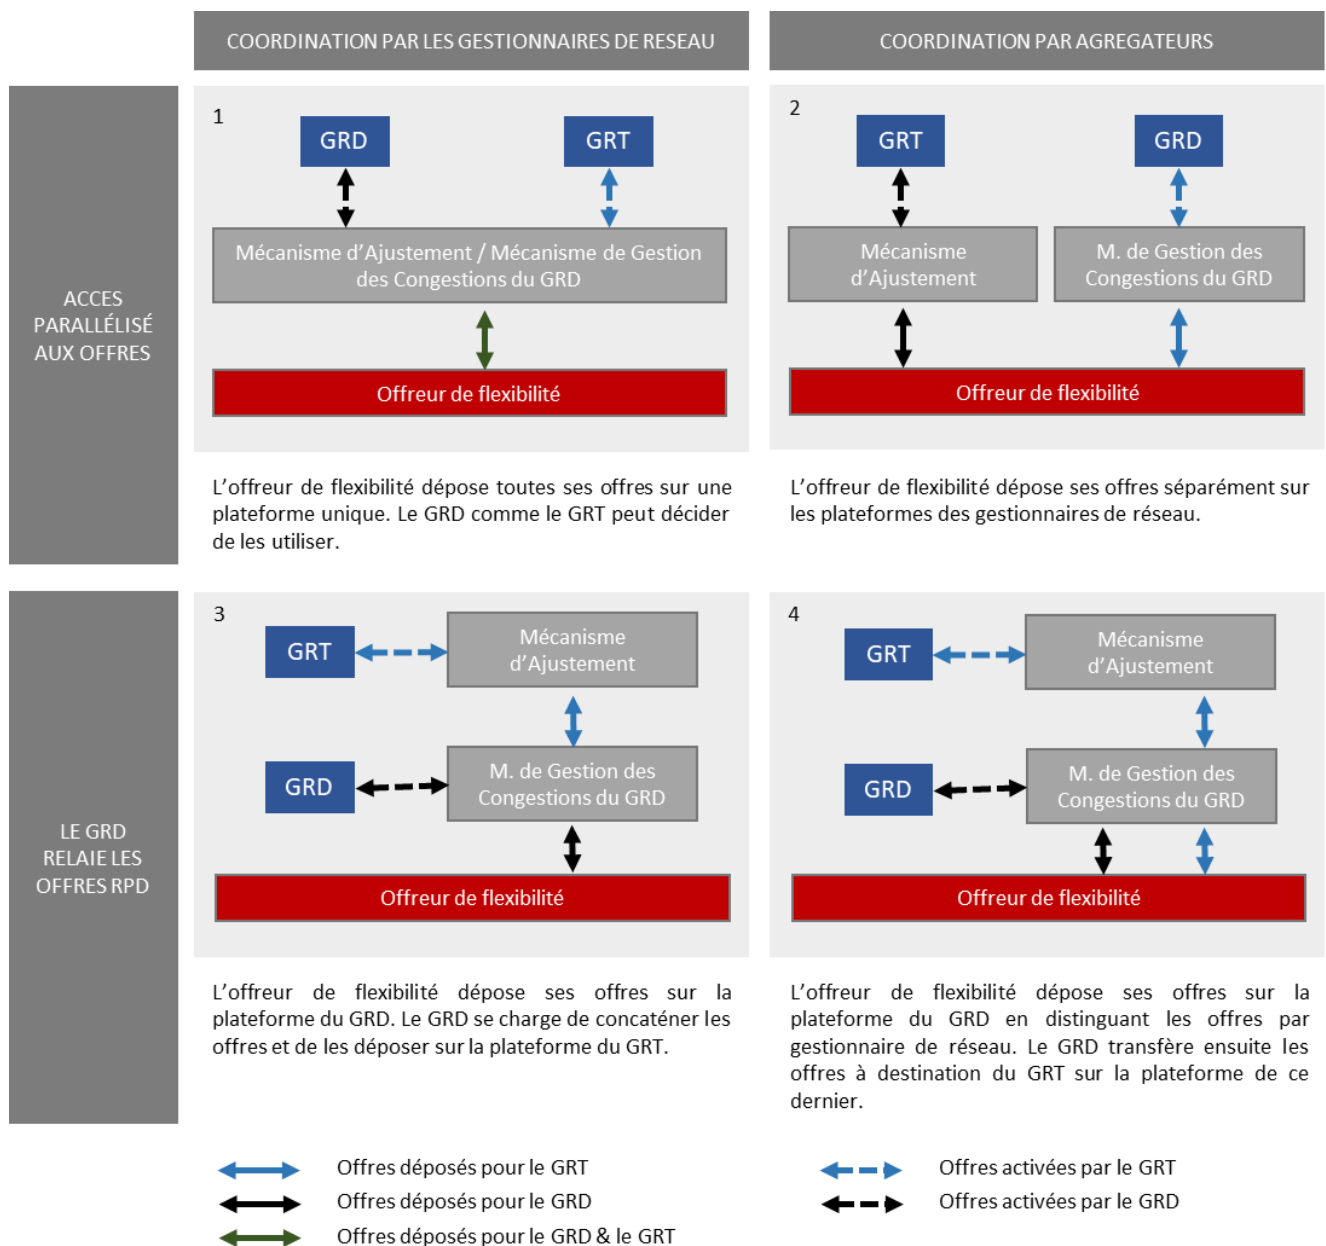 COORDINATION PAR LES GESTIONNAIRES DE RESEAU
COORDINATION PAR AGREGATEURS
ACCES
PARALLÉLISÉ
AUX OFFRES
1
GRD
GRT
Mécanisme d’Ajustement / Mécanisme de Gestion
des Congestions du GRD
Offreur de flexibilité
L’offreur de flexibilité dépose toutes ses offres sur une
plateforme unique. Le GRD comme le GRT peut décider
de les utiliser.
2
GRT
GRD
Mécanisme
d’Ajustement
M. de Gestion des
Congestions du GRD
Offreur de flexibilité
L’offreur de flexibilité dépose ses offres séparément sur
les plateformes des gestionnaires de réseau.
LE GRD
RELAIE LES
OFFRES RPD
3
GRT
Mécanisme
d’Ajustement
GRD
M. de Gestion des
Congestions du GRD
Offreur de flexibilité
L’offreur de flexibilité dépose ses offres sur la
plateforme du GRD. Le GRD se charge de concaténer les
offres et de les déposer sur la plateforme du GRT.
4
GRT
Mécanisme
d’Ajustement
GRD
M. de Gestion des
Congestions du GRD
Offreur de flexibilité
L’offreur de flexibilité dépose ses offres sur la
plateforme du GRD en distinguant les offres par
gestionnaire de réseau. Le GRD transfère ensuite les
offres à destination du GRT sur la plateforme de ce
dernier.
Offres déposés pour le GRT
Offres déposés pour le GRD
Offres déposés pour le GRD & le GRT
Offres activées par le GRT
Offres activées par le GRD